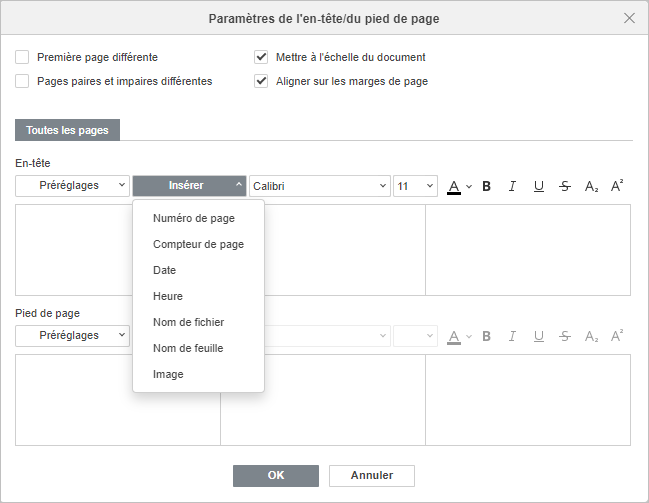 Paramètres de l'en-tête/du pied de page
Première page différente
Mettre à l'échelle du document
Pages paires et impaires différentes
Aligner sur les marges de page
Toutes les pages
En-tête
Préréglages Insérer Calibri 11 A B I U S A₂ A²
Numéro de page
Compteur de page
Date
Heure
Pied de page
Nom de fichier
Préréglages A B I U S A₂ A²
Nom de feuille
Image
OK Annuler